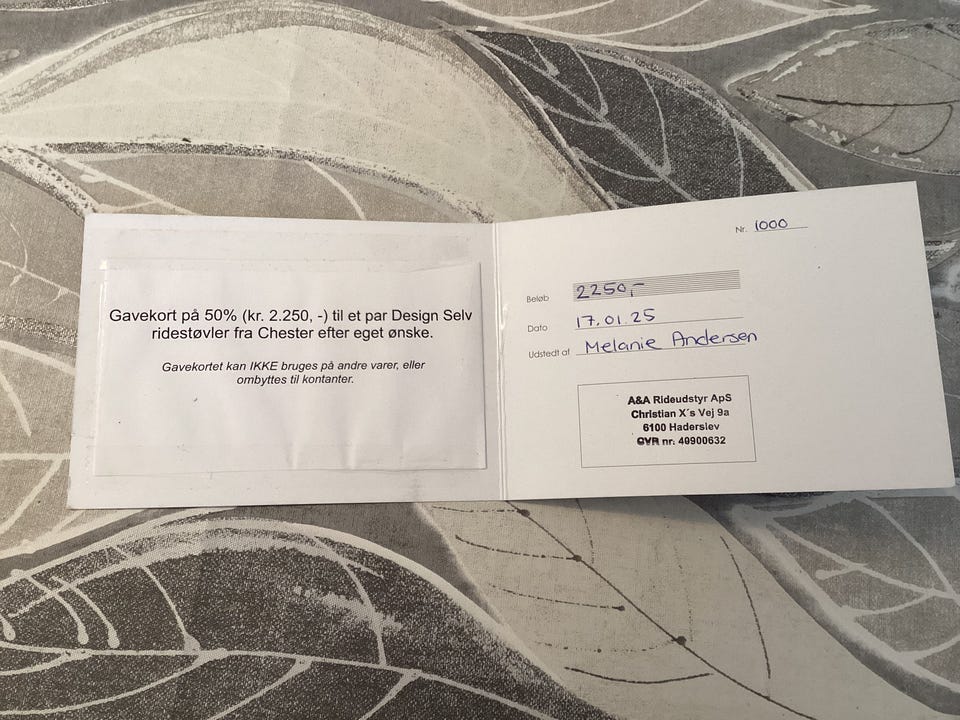 Gavekort på 50% (kr. 2.250, -) til et par Design Selv
ridestøvler fra Chester efter eget ønske.
Gavekortet kan IKKE bruges på andre varer, eller
ombyttes til kontanter.
Nr. 1000
Beløb 2250,-
Dato 17.01.25
Udstedt af Melanie Andersen
A&A Rideudstyr ApS
Christian X´s Vej 9a
6100 Haderslev
CVR nr. 40900632